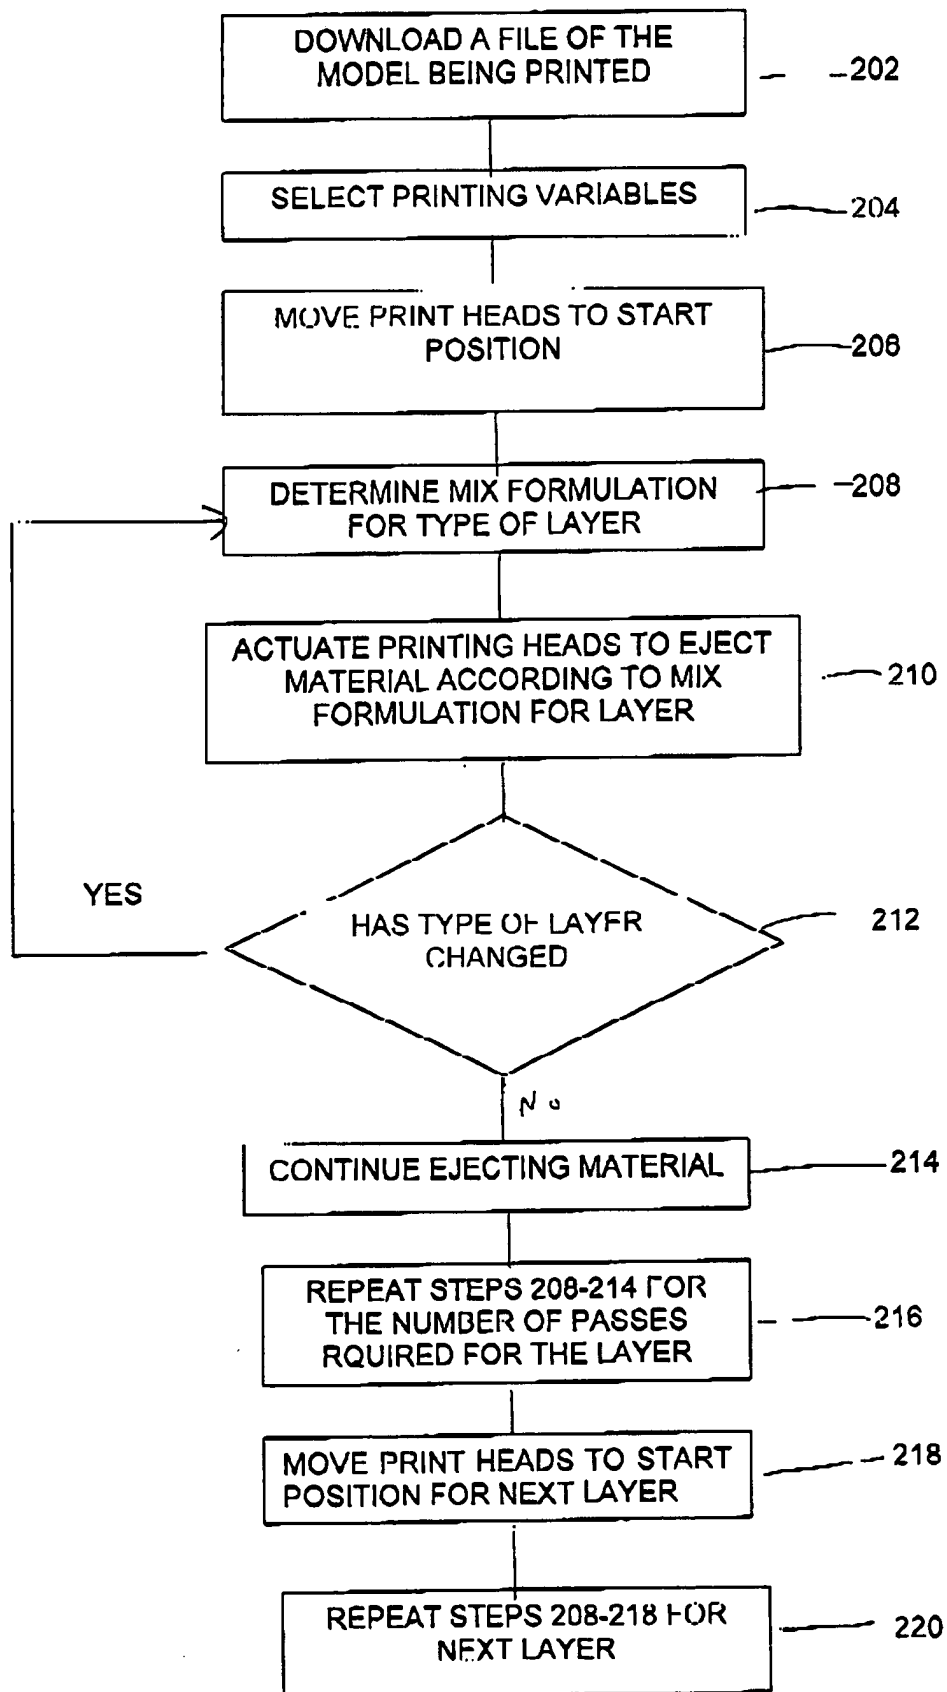 DOWNLOAD A FILE OF THE
MODEL BEING PRINTED
202
SELECT PRINTING VARIABLES
204
MOVE PRINT HEADS TO START
POSITION
206
DETERMINE MIX FORMULATION
FOR TYPE OF LAYER
208
ACTUATE PRINTING HEADS TO EJECT
MATERIAL ACCORDING TO MIX
FORMULATION FOR LAYER
210
YES
HAS TYPE OF LAYER
CHANGED
212
No
CONTINUE EJECTING MATERIAL
214
REPEAT STEPS 208-214 FOR
THE NUMBER OF PASSES
RQUIRED FOR THE LAYER
216
MOVE PRINT HEADS TO START
POSITION FOR NEXT LAYER
218
REPEAT STEPS 208-218 FOR
NEXT LAYER
220